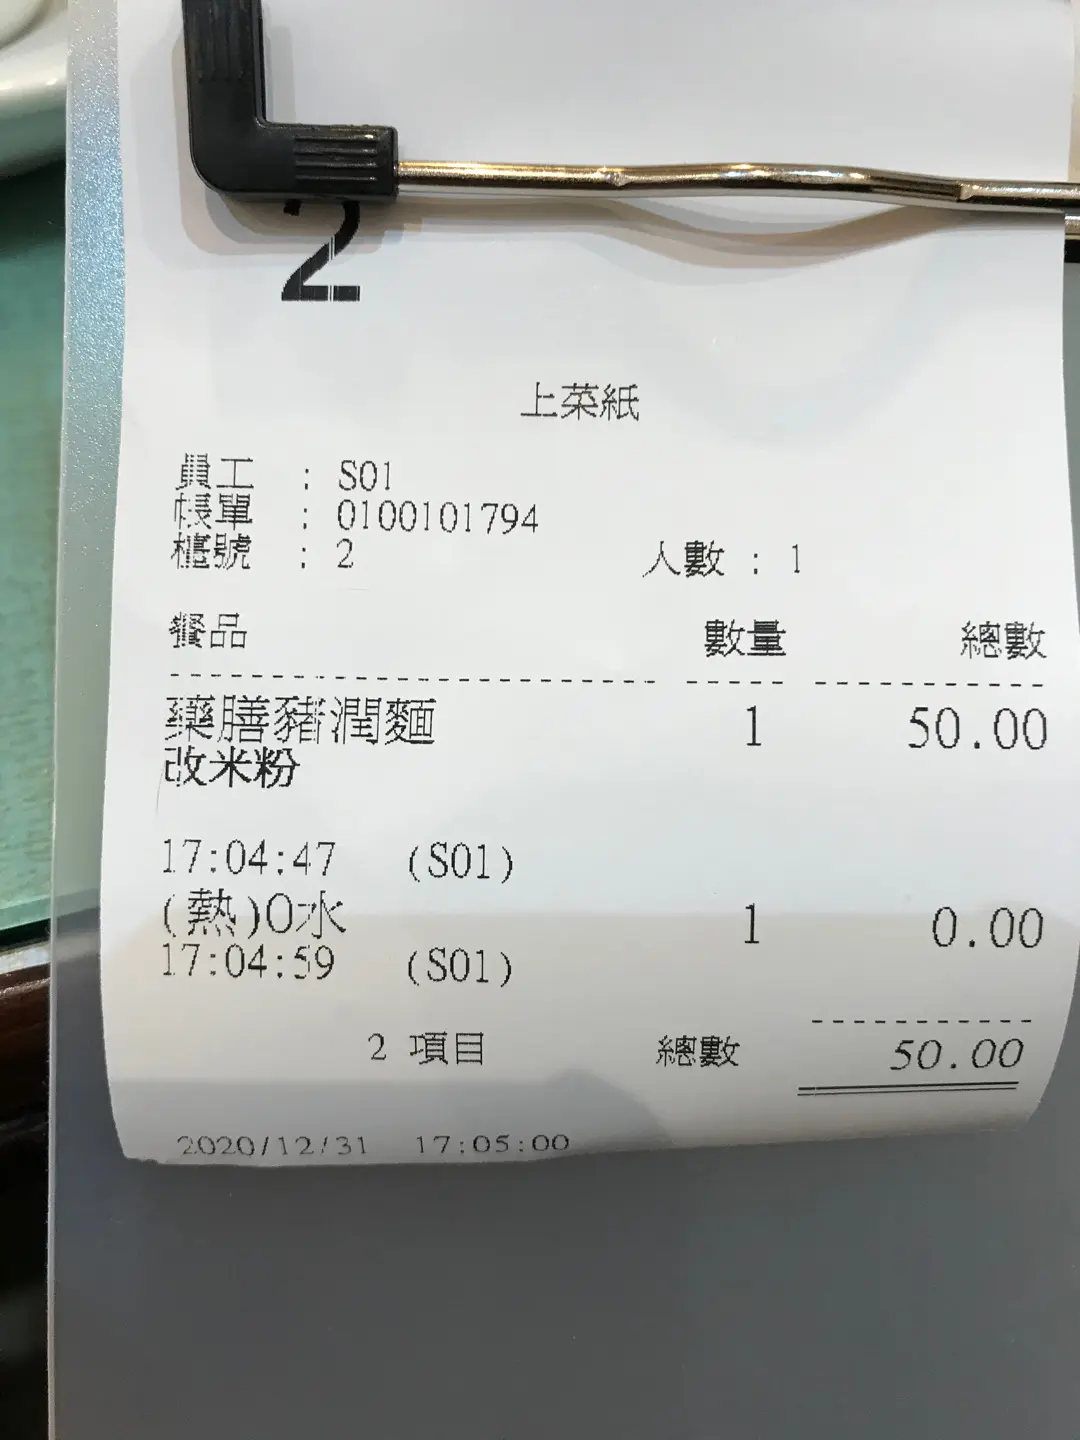 2
上菜紙
員工 : S01
帳單 : 0100101794
檯號 : 2 人數 : 1
餐品 數量 總數
藥膳豬潤麵 1 50.00
改米粉
17:04:47 (S01)
(熱)O水 1 0.00
17:04:59 (S01)
2 項目 總數 50.00
2020/12/31 17:05:00